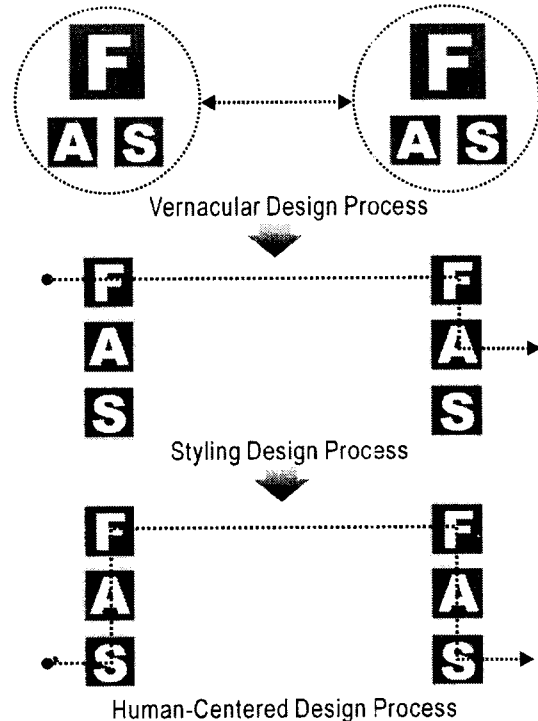 F F
A S A S
Vernacular Design Process
F F
A A
S S
Styling Design Process
F F
A A
S S
Human-Centered Design Process